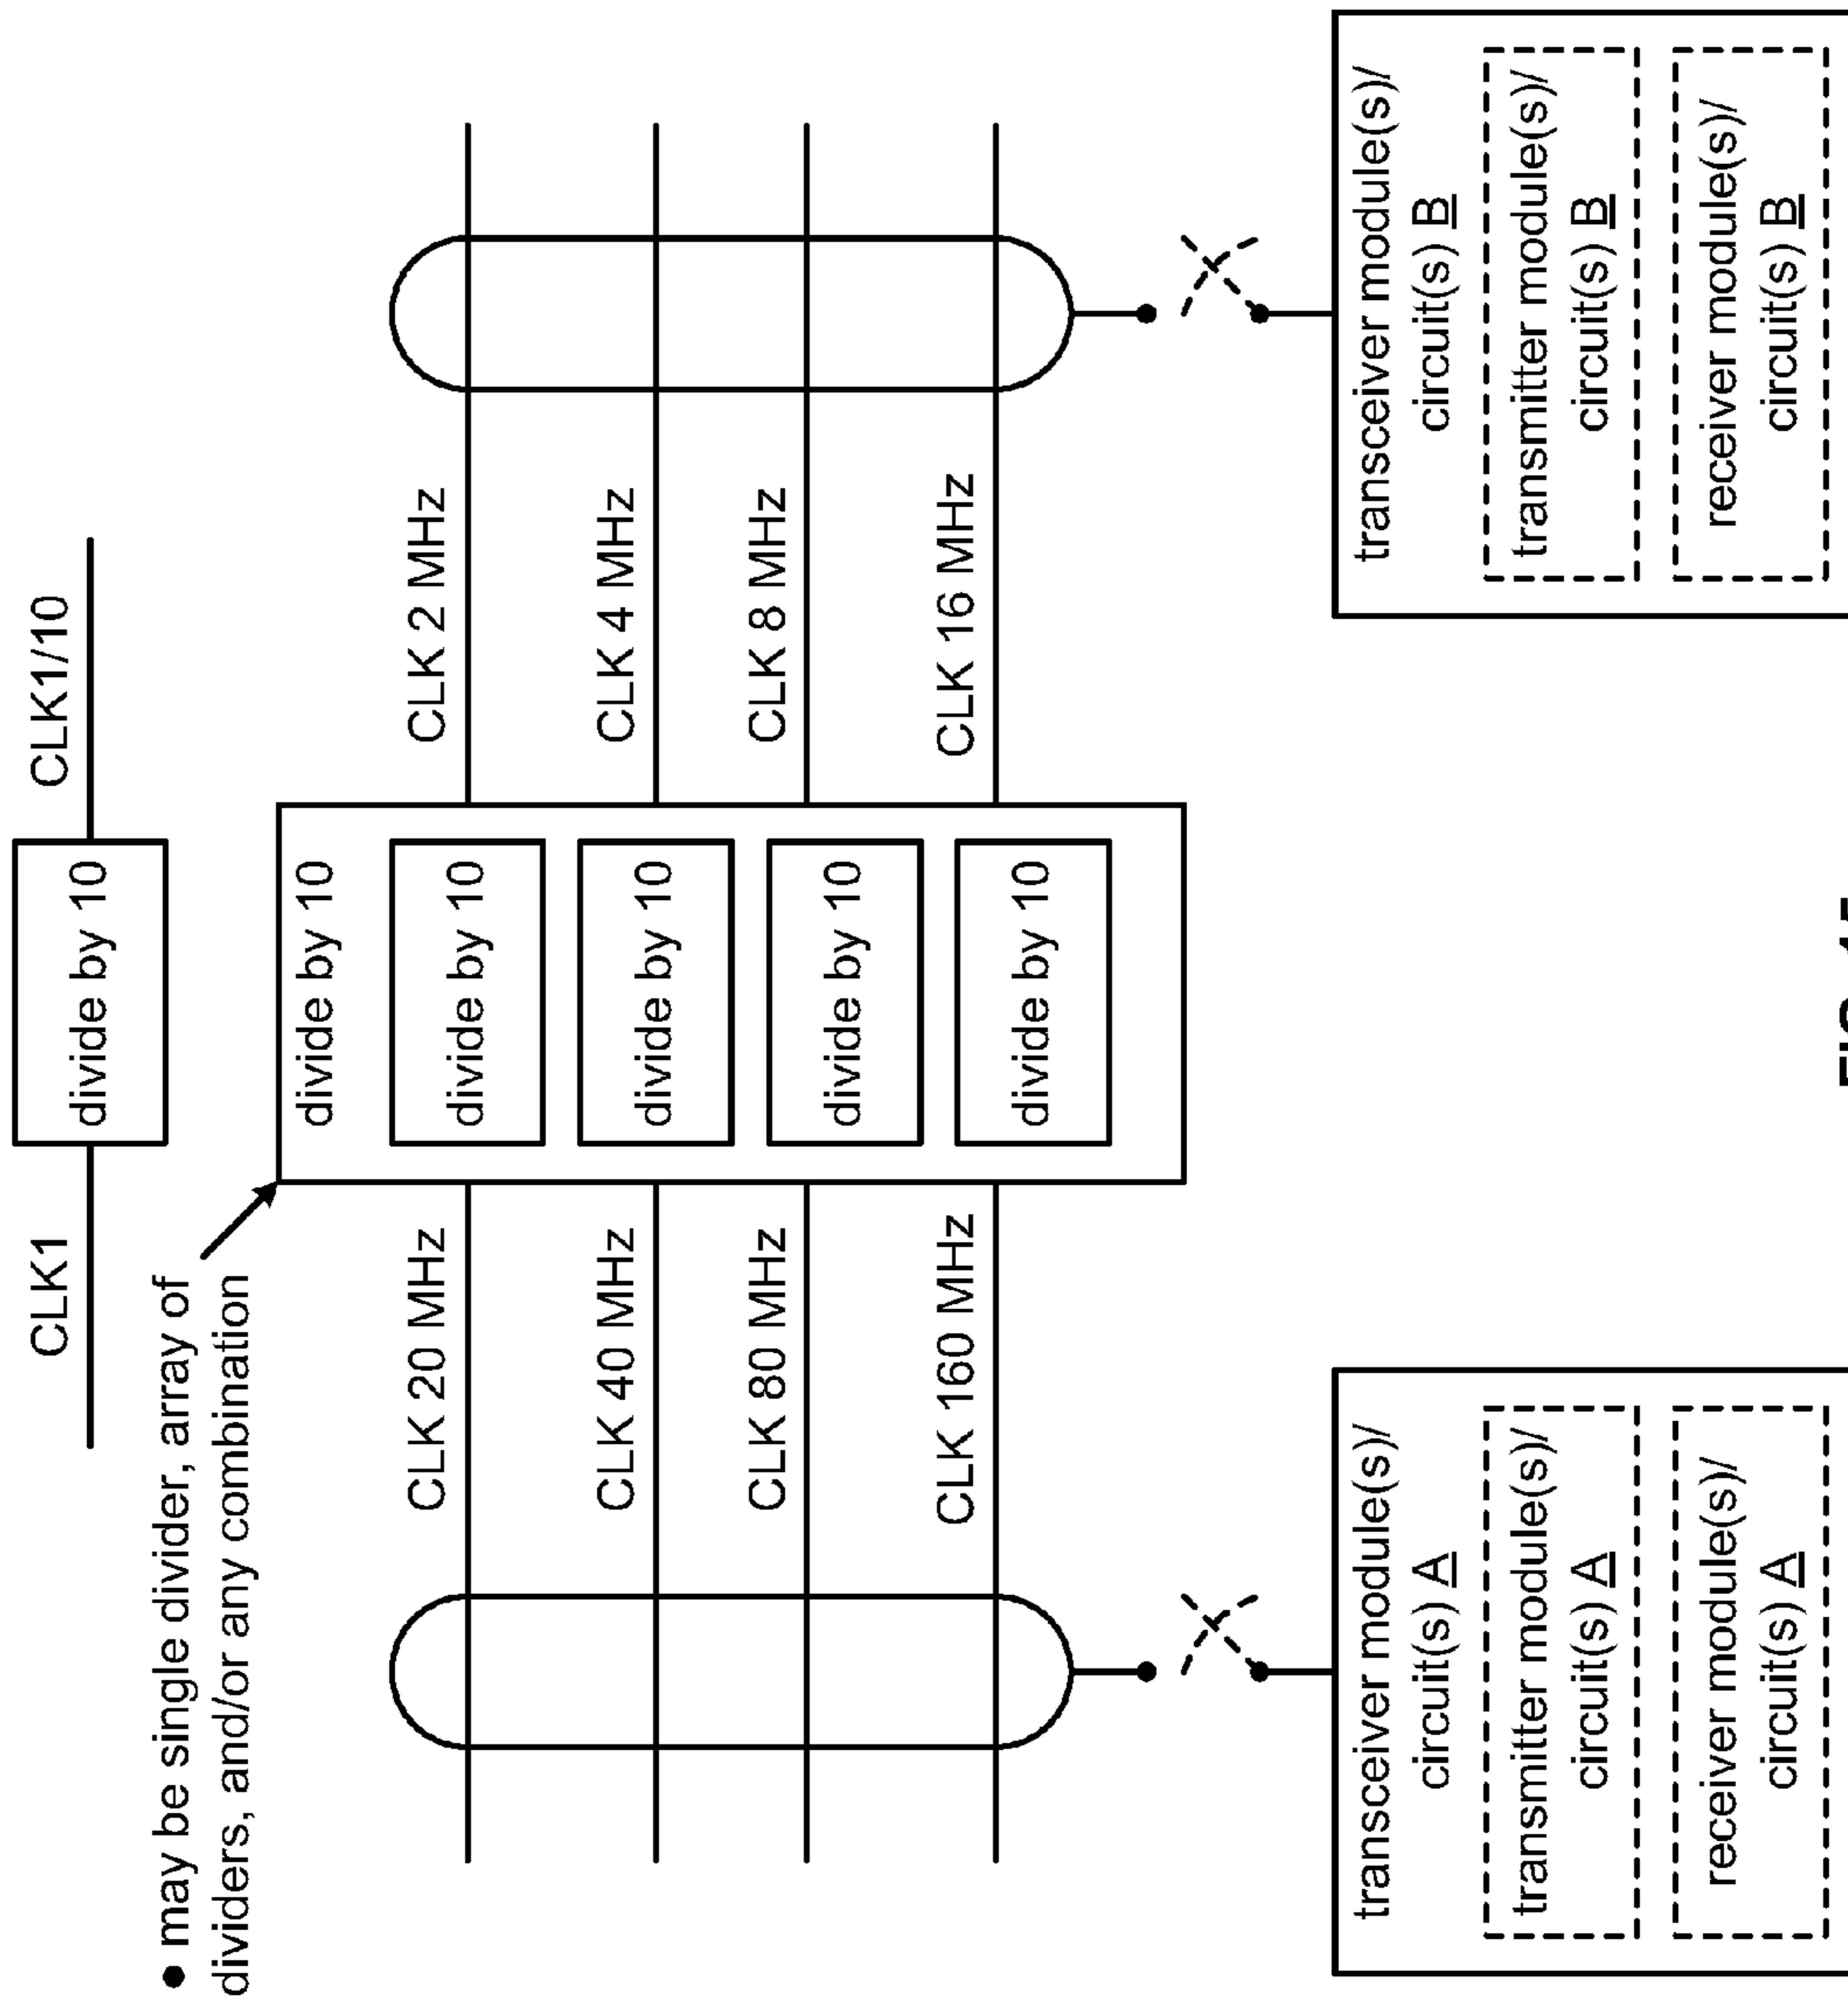 CLK1
divide by 10
CLK1/10
● may be single divider, array of
dividers, and/or any combination
divide by 10
CLK 20 MHz
divide by 10
CLK 2 MHz
CLK 40 MHz
divide by 10
CLK 4 MHz
CLK 80 MHz
divide by 10
CLK 8 MHz
CLK 160 MHz
divide by 10
CLK 16 MHz
transceiver module(s)/
circuit(s) A
transmitter module(s)/
circuit(s) A
receiver module(s)/
circuit(s) A
transceiver module(s)/
circuit(s) B
transmitter module(s)/
circuit(s) B
receiver module(s)/
circuit(s) B